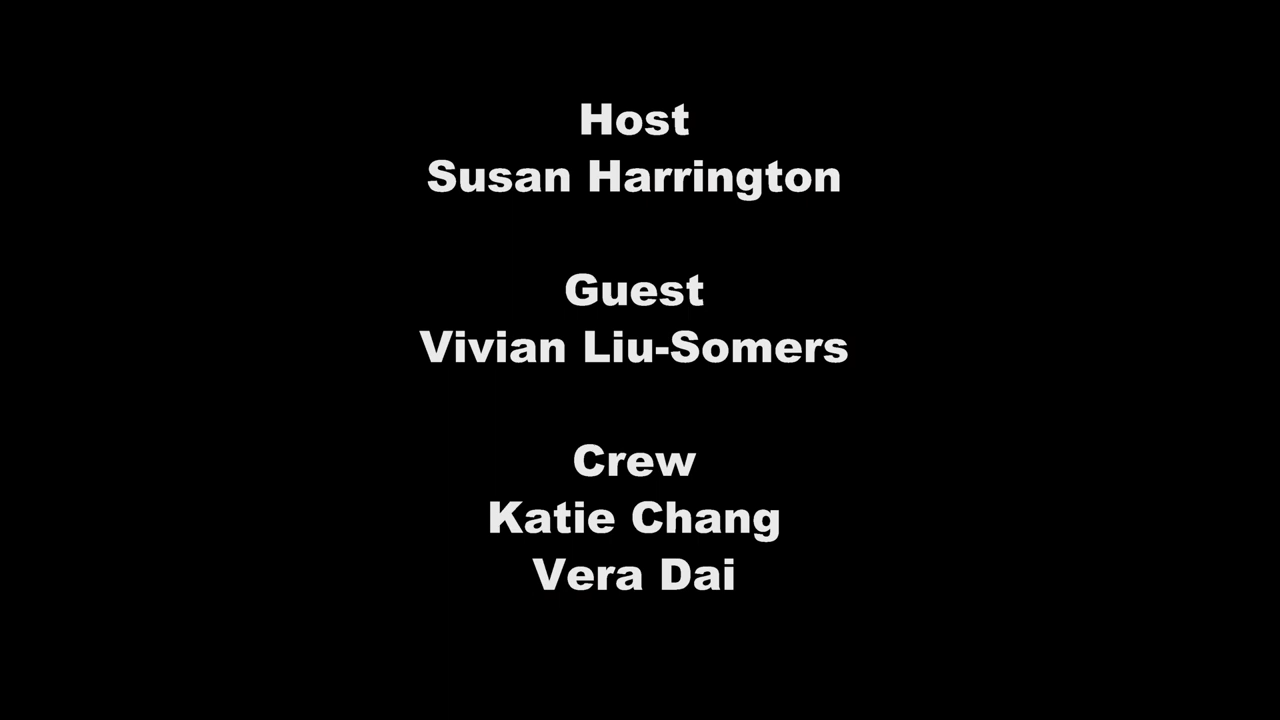 Host
Susan Harrington
Guest
Vivian Liu-Somers
Crew
Katie Chang
Vera Dai